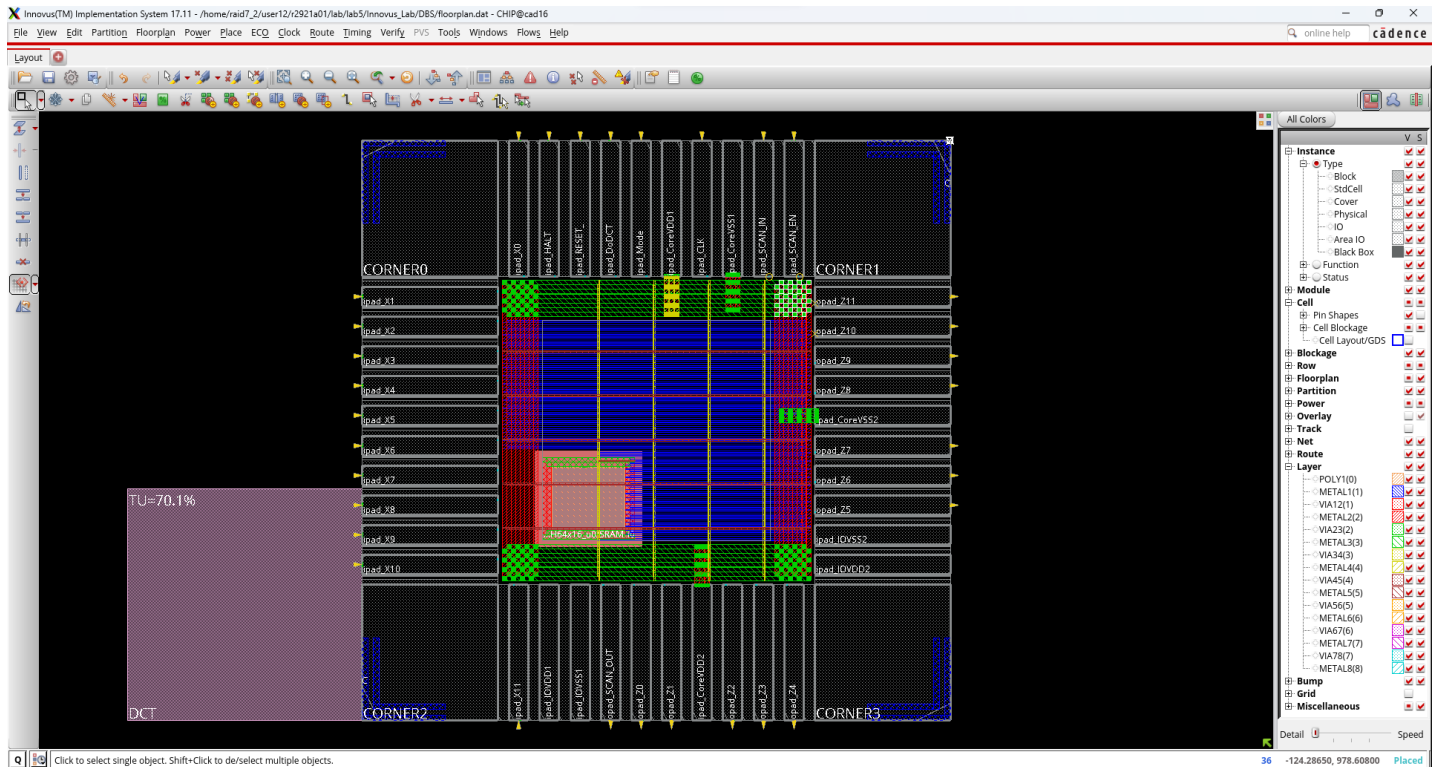 Innovus(TM) Implementation System 17.11 - /home/raid7_2/user12/r2921a01/lab/lab5/Innovus_Lab/DBS/floorplan.dat - CHIP@cad16
File View Edit Partition Floorplan Power Place ECO Clock Route Timing Verify PVS Tools Windows Flows Help
online help
cādence
Layout
All Colors
V S
Instance
Type
Block
StdCell
Cover
Physical
IO
Area IO
Black Box
Function
Status
Module
Cell
Pin Shapes
Cell Blockage
Cell Layout/GDS
Blockage
Row
Floorplan
Partition
Power
Overlay
Track
Net
Route
Layer
POLY1(0)
METAL1(1)
VIA12(1)
METAL2(2)
VIA23(2)
METAL3(3)
VIA34(3)
METAL4(4)
VIA45(4)
METAL5(5)
VIA56(5)
METAL6(6)
VIA67(6)
METAL7(7)
VIA78(7)
METAL8(8)
Bump
Grid
Miscellaneous
Detail Speed
CORNER0
ipad_X0
ipad_HALT
ipad_RESET_
ipad_DoDCT
ipad_Mode
ipad_CoreVDD1
ipad_CLK
ipad_CoreVSS1
ipad_SCAN_IN
ipad_SCAN_EN
CORNER1
ipad_X1
ipad_X2
ipad_X3
ipad_X4
ipad_X5
ipad_X6
ipad_X7
ipad_X8
ipad_X9
ipad_X10
opad_Z11
opad_Z10
opad_Z9
opad_Z8
ipad_CoreVSS2
opad_Z7
opad_Z6
opad_Z5
ipad_IOVSS2
ipad_IOVDD2
H64x16_u0/SRAM
TU=70.1%
DCT
CORNER2
ipad_X11
ipad_IOVDD1
ipad_IOVSS1
opad_SCAN_OUT
opad_Z0
opad_Z1
ipad_CoreVDD2
opad_Z2
opad_Z3
opad_Z4
CORNER3
Q
Click to select single object. Shift+Click to de/select multiple objects.
36
-124.28650, 978.60800
Placed